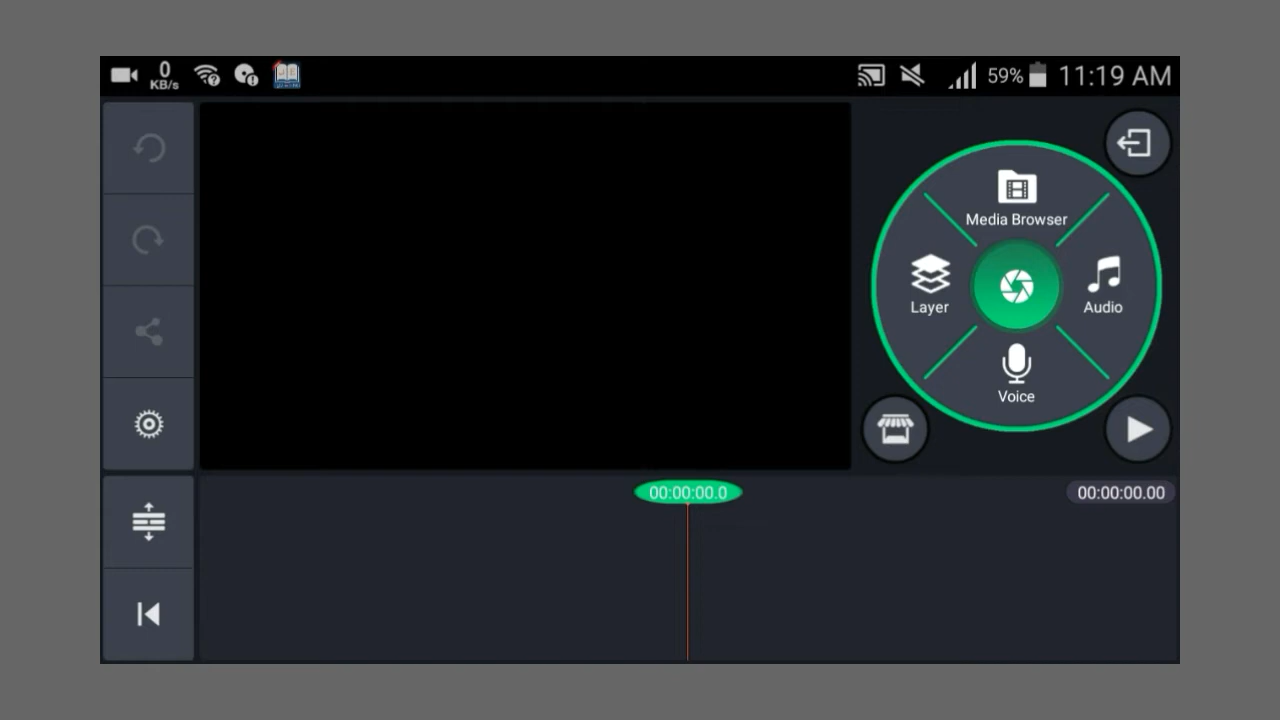 0
KB/s
59%
11:19 AM
Media Browser
Layer
Audio
Voice
00:00:00.0
00:00:00.00